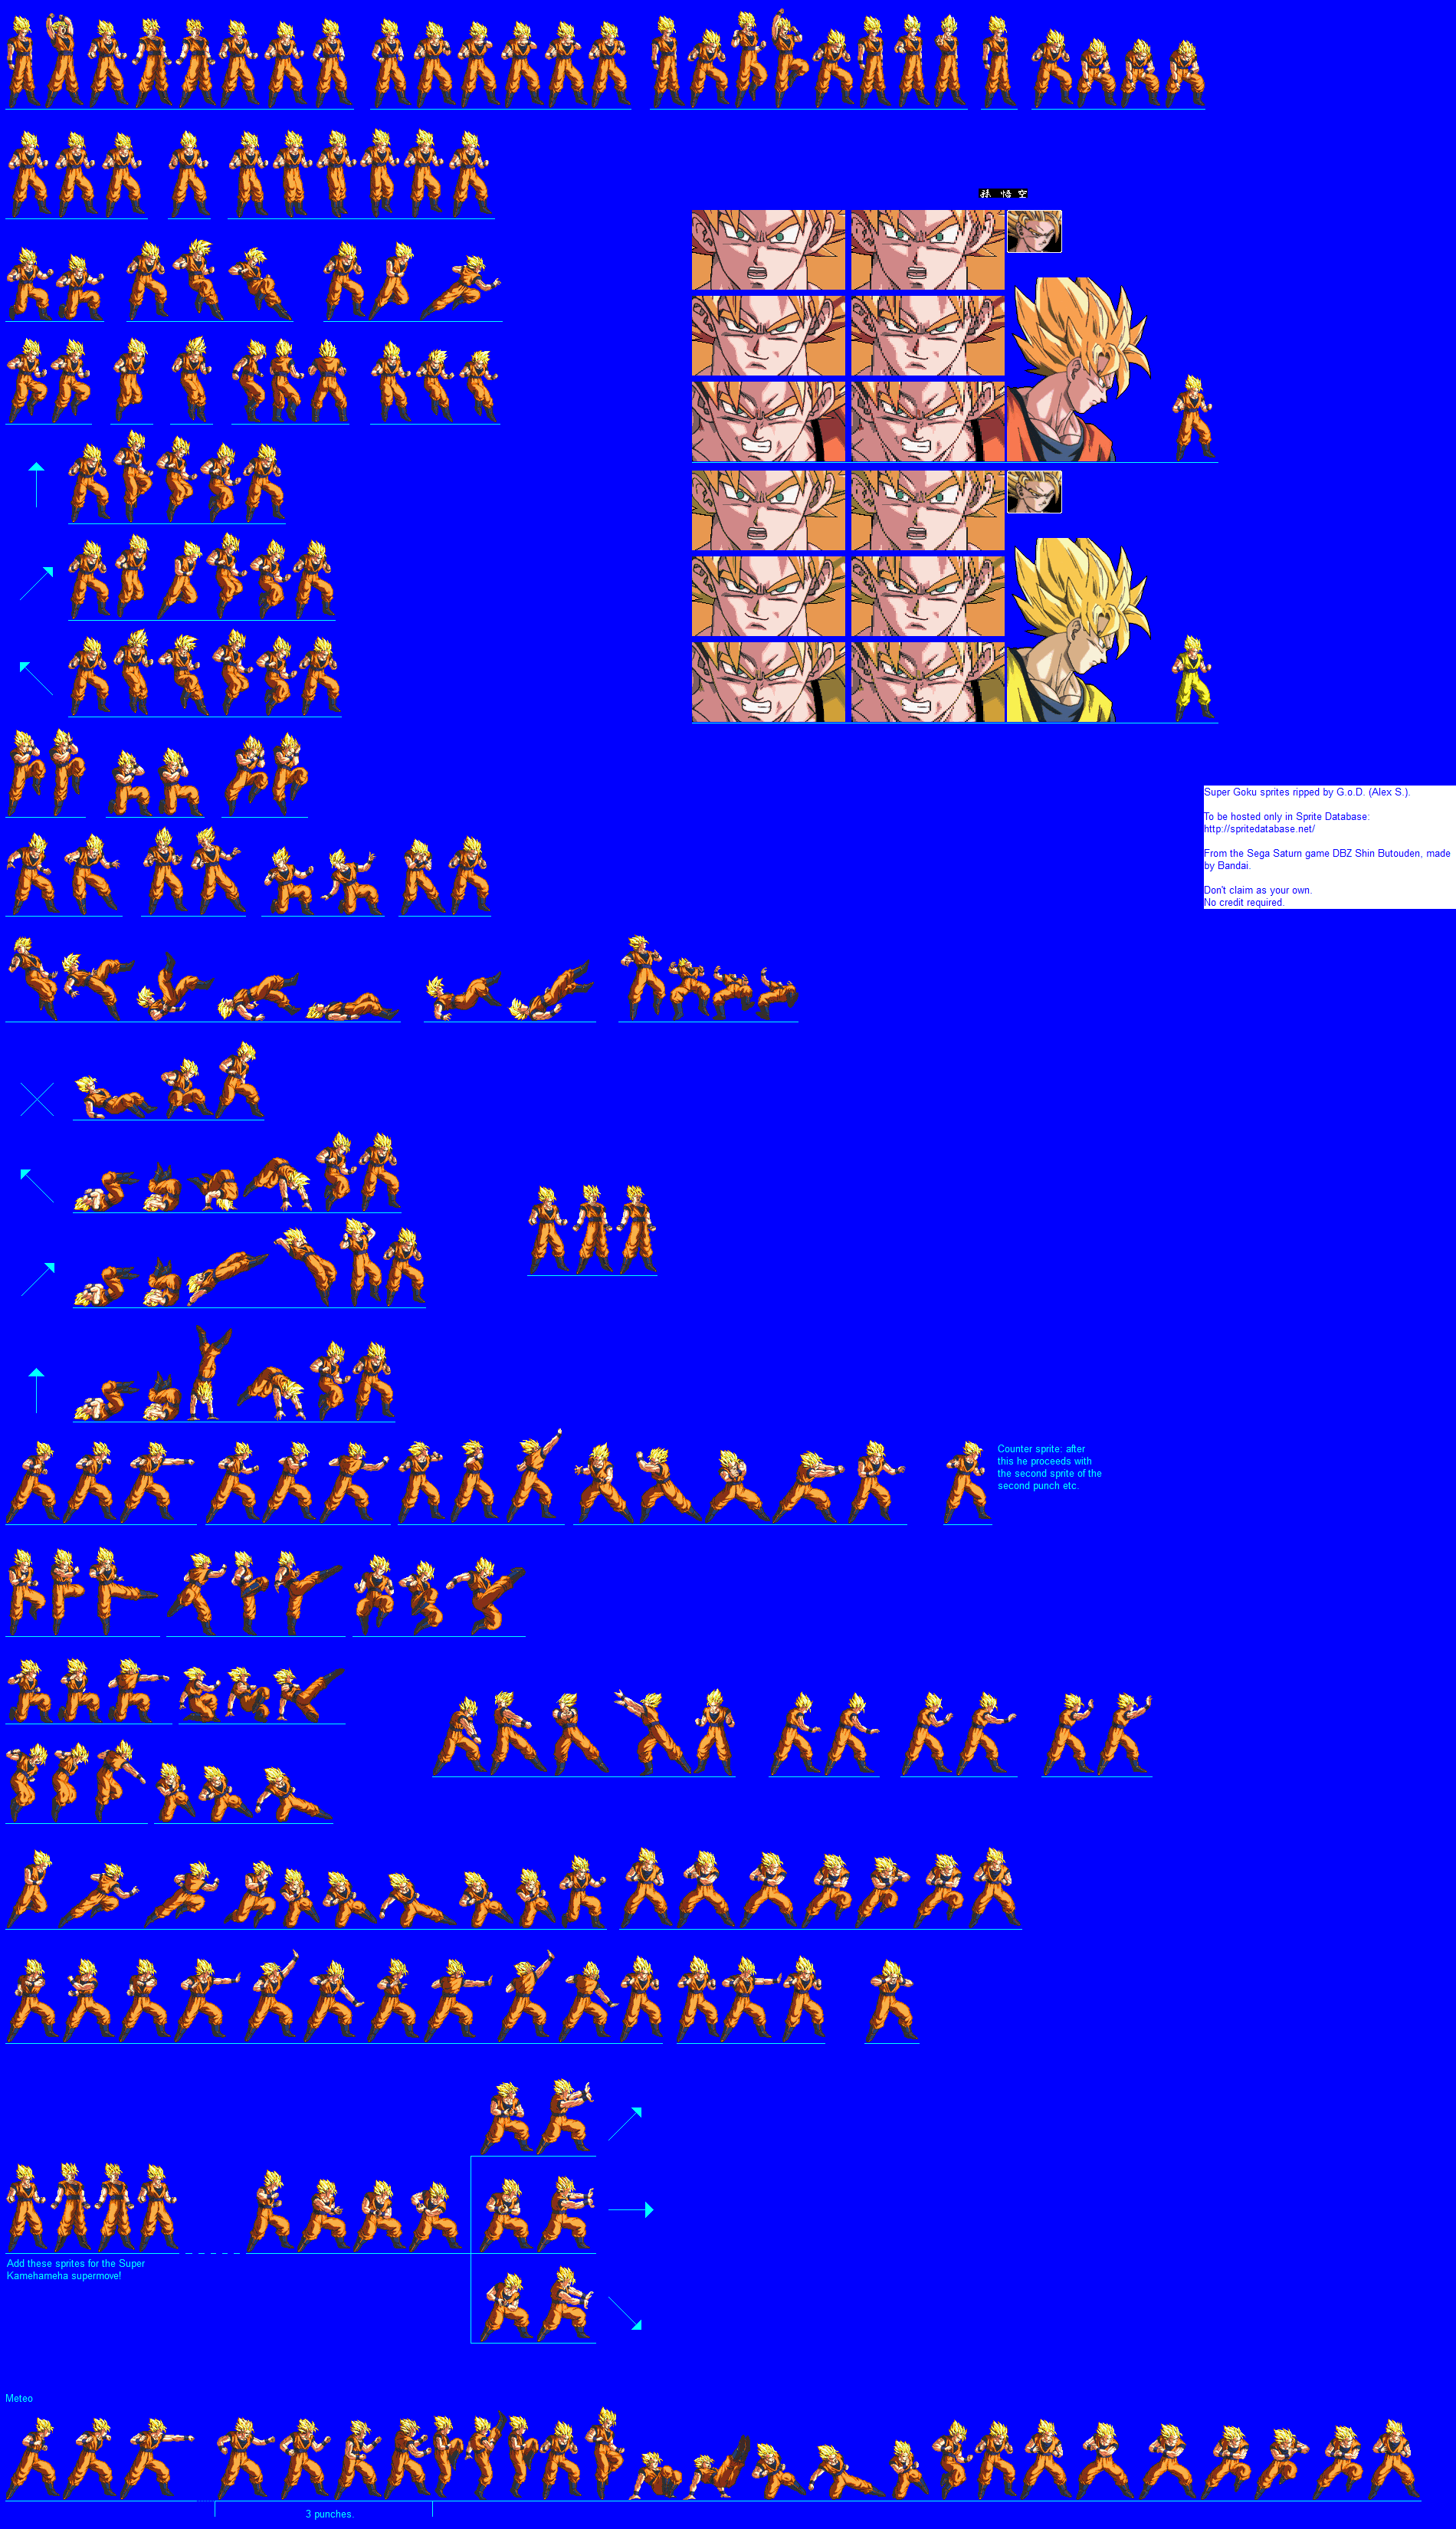 孫 悟 空
Super Goku sprites ripped by G.o.D. (Alex S.).
To be hosted only in Sprite Database:
http://spritedatabase.net/
From the Sega Saturn game DBZ Shin Butouden, made
by Bandai.
Don't claim as your own.
No credit required.
Counter sprite: after
this he proceeds with
the second sprite of the
second punch etc.
Add these sprites for the Super
Kamehameha supermove!
Meteo
3 punches.